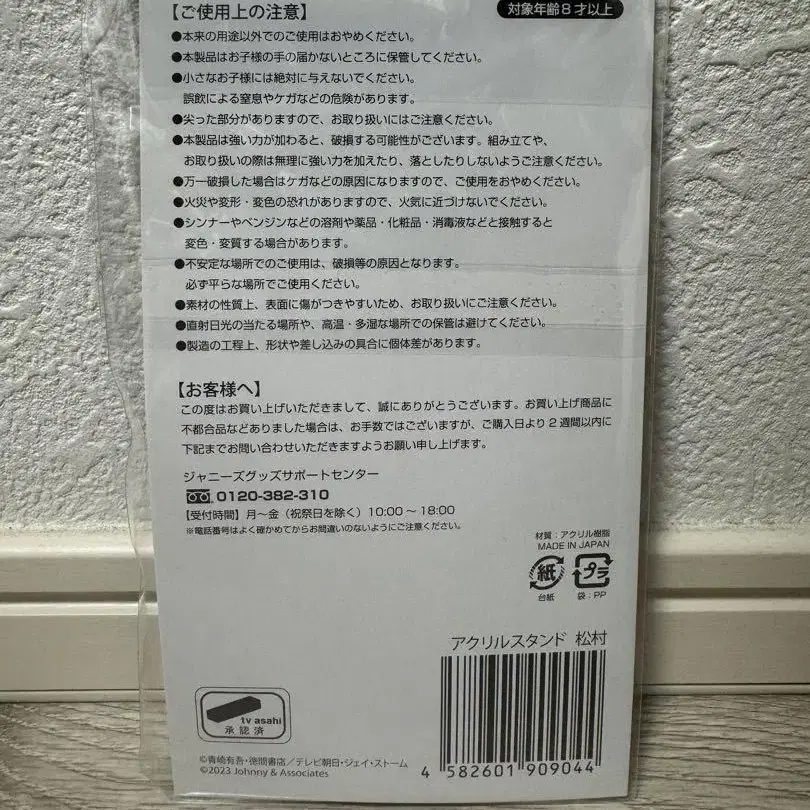 【ご使用上の注意】
対象年齢8才以上
●本来の用途以外でのご使用はおやめください。
●本製品はお子様の手の届かないところに保管してください。
●小さなお子様には絶対に与えないでください。
誤飲による窒息やケガなどの危険があります。
●尖った部分がありますので、お取り扱いにはご注意ください。
●本製品は強い力が加わると、破損する可能性がございます。組み立てや、
お取り扱いの際は無理に強い力を加えたり、落としたりしないようご注意ください。
●万一破損した場合はケガなどの原因になりますので、ご使用をおやめください。
●火災や変形・変色の恐れがありますので、火気に近づけないでください。
●シンナーやベンジンなどの溶剤や薬品・化粧品・消毒液などと接触すると
変色・変質する場合があります。
●不安定な場所でのご使用は、破損等の原因となります。
必ず平らな場所でご使用ください。
●素材の性質上、表面に傷がつきやすいため、お取り扱いにご注意ください。
●直射日光の当たる場所や、高温・多湿な場所での保管は避けてください。
●製造の工程上、形状や差し込みの具合に個体差があります。
【お客様へ】
この度はお買い上げいただきまして、誠にありがとうございます。お買い上げ商品に
不都合品などありました場合は、お手数ではございますが、ご購入日より2週間以内に
下記までお問い合わせいただきますようお願い申し上げます。
ジャニーズグッズサポートセンター
0120-382-310
【受付時間】月〜金（祝祭日を除く）10:00〜18:00
※電話番号はよく確かめてからお間違いのないようにご注意ください。
材質：アクリル樹脂
MADE IN JAPAN
紙 プラ
台紙 袋：PP
アクリルスタンド 松村
tv asahi
承認済
©青崎有吾・徳間書店／テレビ朝日・ジェイ・ストーム
©2023 Johnny & Associates
4 582601 909044